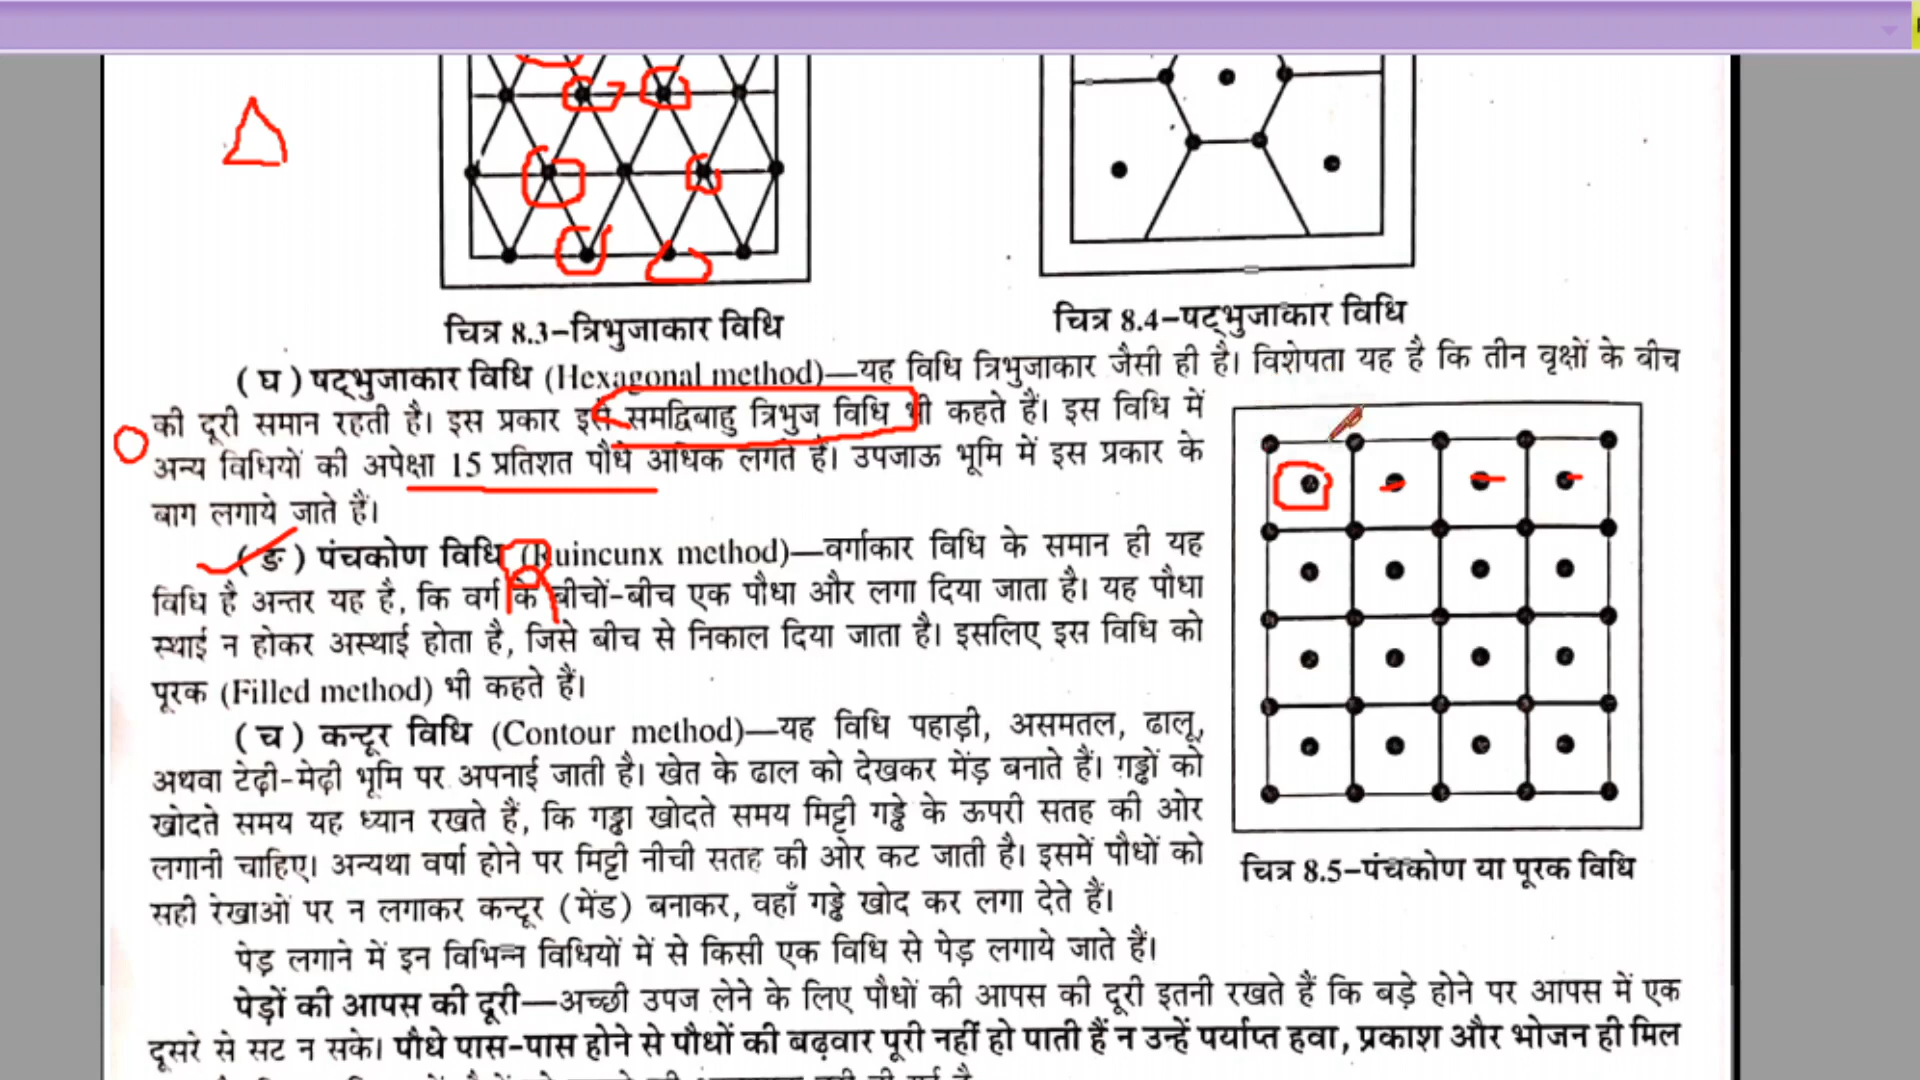 चित्र 8.3–त्रिभुजाकार विधि
चित्र 8.4–षट्भुजाकार विधि
( घ ) षट्भुजाकार विधि (Hexagonal method)—यह विधि त्रिभुजाकार जैसी ही है। विशेषता यह है कि तीन वृक्षों के बीच
की दूरी समान रहती है। इस प्रकार इसे समद्विबाहु त्रिभुज विधि भी कहते हैं। इस विधि में
अन्य विधियों की अपेक्षा 15 प्रतिशत पौधे अधिक लगते हैं। उपजाऊ भूमि में इस प्रकार के
बाग लगाये जाते हैं।
( ङ ) पंचकोण विधि (Ruincunx method)—वर्गाकार विधि के समान ही यह
विधि है अन्तर यह है, कि वर्ग के बीचों-बीच एक पौधा और लगा दिया जाता है। यह पौधा
स्थाई न होकर अस्थाई होता है, जिसे बीच से निकाल दिया जाता है। इसलिए इस विधि को
पूरक (Filled method) भी कहते हैं।
( च ) कन्टूर विधि (Contour method)—यह विधि पहाड़ी, असमतल, ढालू,
अथवा टेढ़ी-मेढ़ी भूमि पर अपनाई जाती है। खेत के ढाल को देखकर मेंड़ बनाते हैं। गड्ढों को
खोदते समय यह ध्यान रखते हैं, कि गड्ढा खोदते समय मिट्टी गड्ढे के ऊपरी सतह की ओर
लगानी चाहिए। अन्यथा वर्षा होने पर मिट्टी नीची सतह की ओर कट जाती है। इसमें पौधों को
सही रेखाओं पर न लगाकर कन्टूर (मेंड) बनाकर, वहाँ गड्ढे खोद कर लगा देते हैं।
चित्र 8.5–पंचकोण या पूरक विधि
पेड़ लगाने में इन विभिन्न विधियों में से किसी एक विधि से पेड़ लगाये जाते हैं।
पेड़ों की आपस की दूरी—अच्छी उपज लेने के लिए पौधों की आपस की दूरी इतनी रखते हैं कि बड़े होने पर आपस में एक
दूसरे से सट न सके। पौधे पास-पास होने से पौधों की बढ़वार पूरी नहीं हो पाती हैं न उन्हें पर्याप्त हवा, प्रकाश और भोजन ही मिल